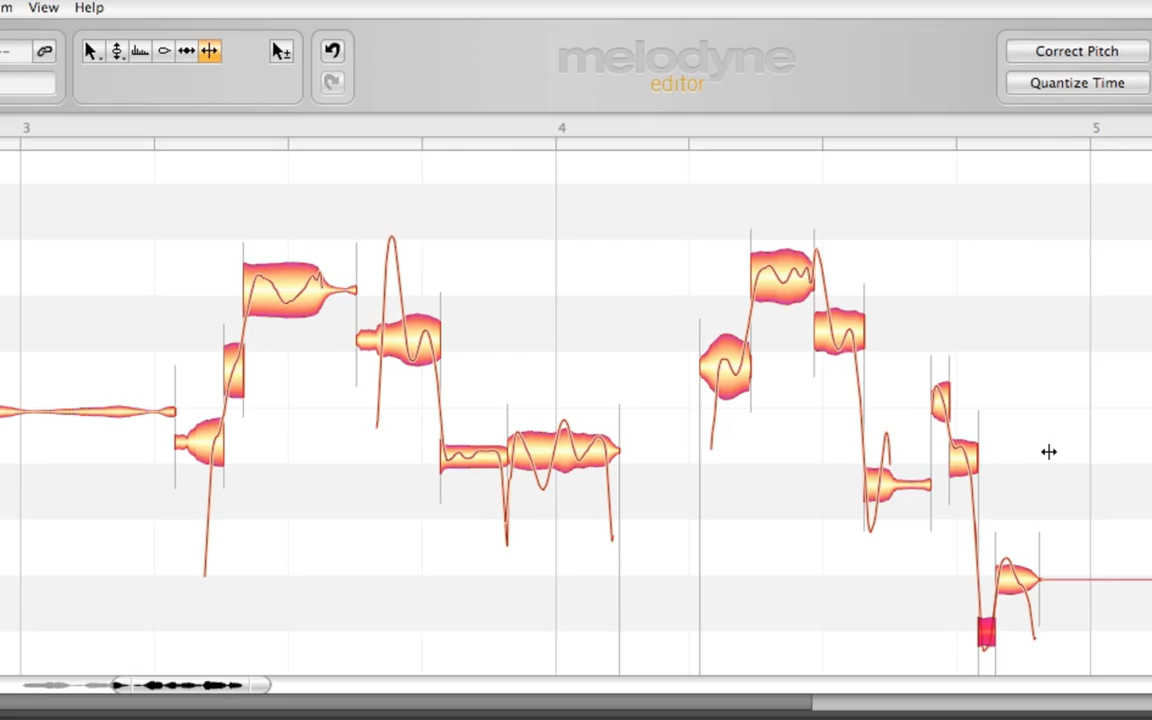 m View Help
--
melodyne
editor
Correct Pitch
Quantize Time
3 4 5